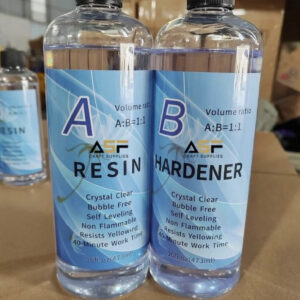 A
Volume ratio
A:B=1:1
ASF
CRAFT SUPPLIES
RESIN
Crystal Clear
Bubble Free
Self Leveling
Non Flammable
Resists Yellowing
40-Minute Work Time
B
Volume ratio
A:B=1:1
ASF
CRAFT SUPPLIES
HARDENER
Crystal Clear
Bubble Free
Self Leveling
Non Flammable
Resists Yellowing
40-Minute Work Time
RESIN